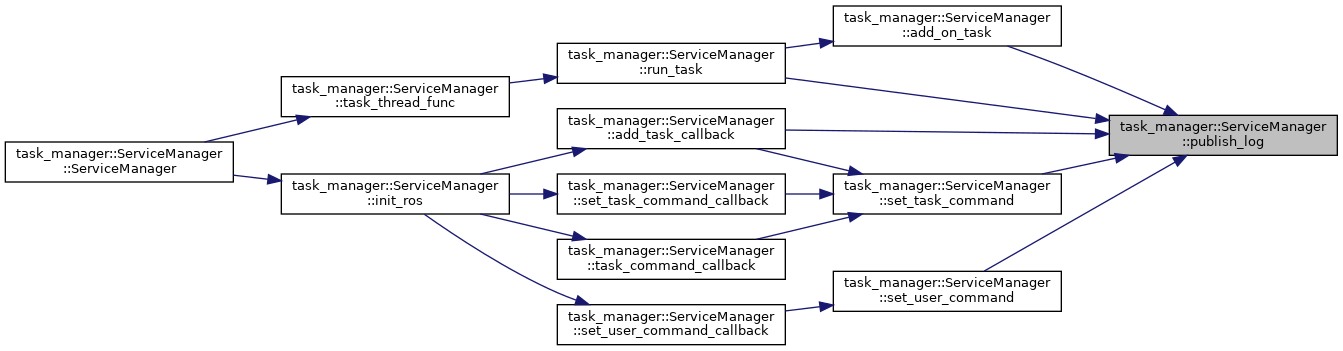 task_manager::ServiceManager
::add_on_task
task_manager::ServiceManager
::run_task
task_manager::ServiceManager
::task_thread_func
task_manager::ServiceManager
::add_task_callback
task_manager::ServiceManager
::publish_log
task_manager::ServiceManager
::ServiceManager
task_manager::ServiceManager
::init_ros
task_manager::ServiceManager
::set_task_command_callback
task_manager::ServiceManager
::set_task_command
task_manager::ServiceManager
::task_command_callback
task_manager::ServiceManager
::set_user_command
task_manager::ServiceManager
::set_user_command_callback